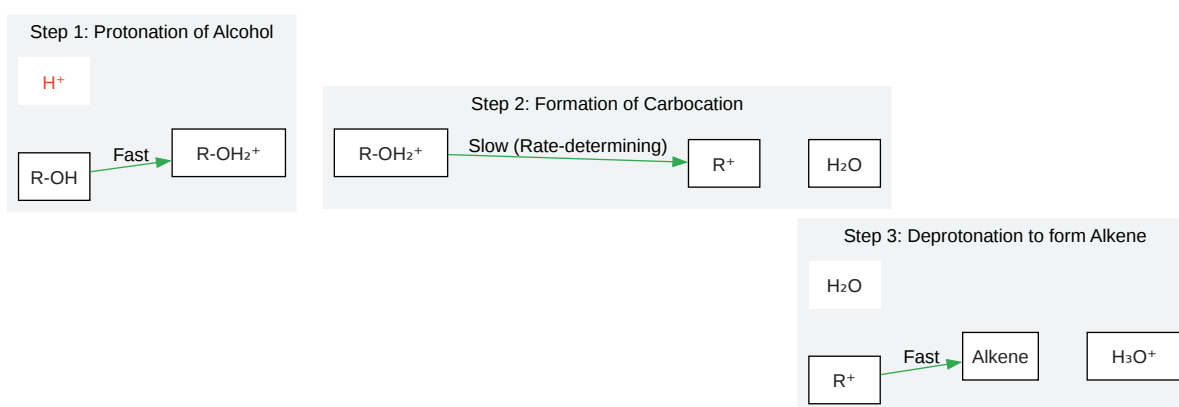 Step 1: Protonation of Alcohol
H⁺
R-OH
Fast
R-OH₂⁺
Step 2: Formation of Carbocation
R-OH₂⁺
Slow (Rate-determining)
R⁺
H₂O
Step 3: Deprotonation to form Alkene
H₂O
R⁺
Fast
Alkene
H₃O⁺